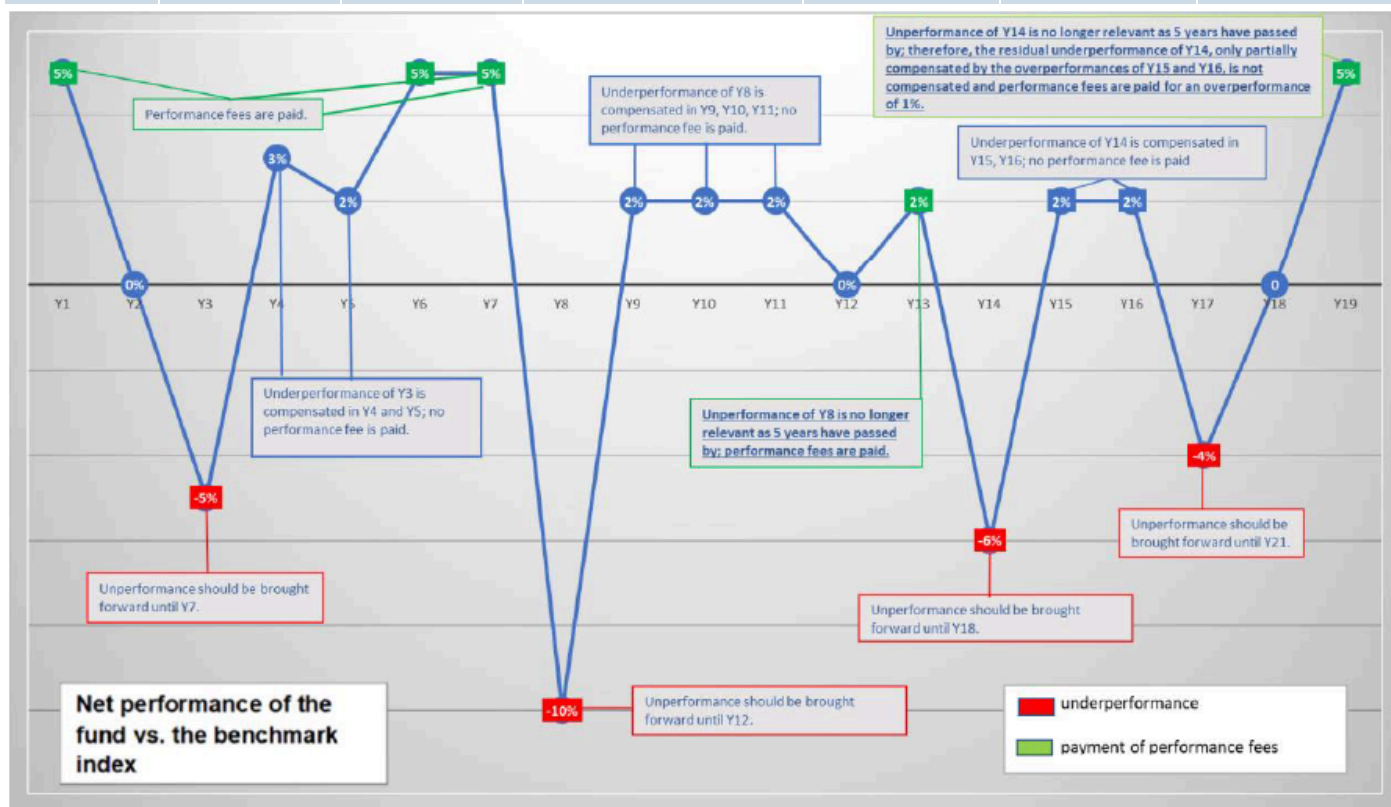 Unperformance of Y14 is no longer relevant as 5 years have passed
by; therefore, the residual underperformance of Y14, only partially
compensated by the overperformances of Y15 and Y16, is not
compensated and performance fees are paid for an overperformance
of 1%.
5%
5%
5%
5%
Performance fees are paid.
Underperformance of Y8 is
compensated in Y9, Y10, Y11; no
performance fee is paid.
Underperformance of Y14 is compensated in
Y15, Y16; no performance fee is paid
3%
2%
2%
2%
2%
2%
2%
2%
0%
0%
0
Y1
Y2
Y3
Y4
Y5
Y6
Y7
Y8
Y9
Y10
Y11
Y12
Y13
Y14
Y15
Y16
Y17
Y18
Y19
Underperformance of Y3 is
compensated in Y4 and Y5; no
performance fee is paid.
Unperformance of Y8 is no longer
relevant as 5 years have passed
by; performance fees are paid.
-5%
-4%
-6%
Unperformance should be
brought forward until Y21.
Unperformance should be brought
forward until Y7.
Unperformance should be brought
forward until Y18.
-10%
Unperformance should be brought
forward until Y12.
Net performance of the
fund vs. the benchmark
index
underperformance
payment of performance fees